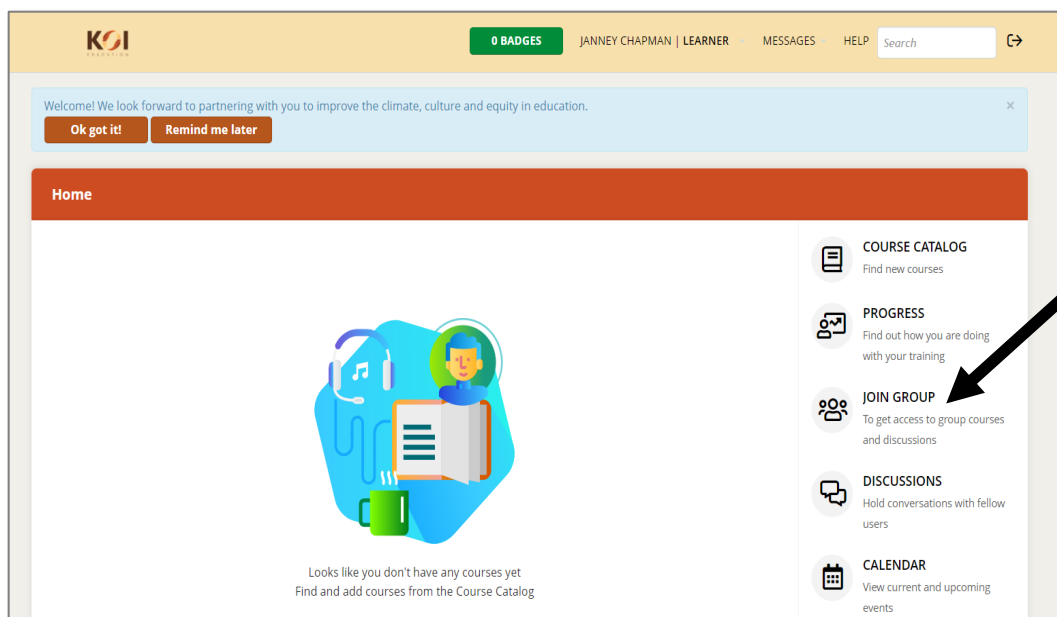 KOI
EDUCATION
0 BADGES
JANNEY CHAPMAN | LEARNER
MESSAGES
HELP
Search
Welcome! We look forward to partnering with you to improve the climate, culture and equity in education.
×
Ok got it!
Remind me later
Home
COURSE CATALOG
Find new courses
PROGRESS
Find out how you are doing
with your training
JOIN GROUP
To get access to group courses
and discussions
DISCUSSIONS
Hold conversations with fellow
users
CALENDAR
View current and upcoming
events
Looks like you don't have any courses yet
Find and add courses from the Course Catalog